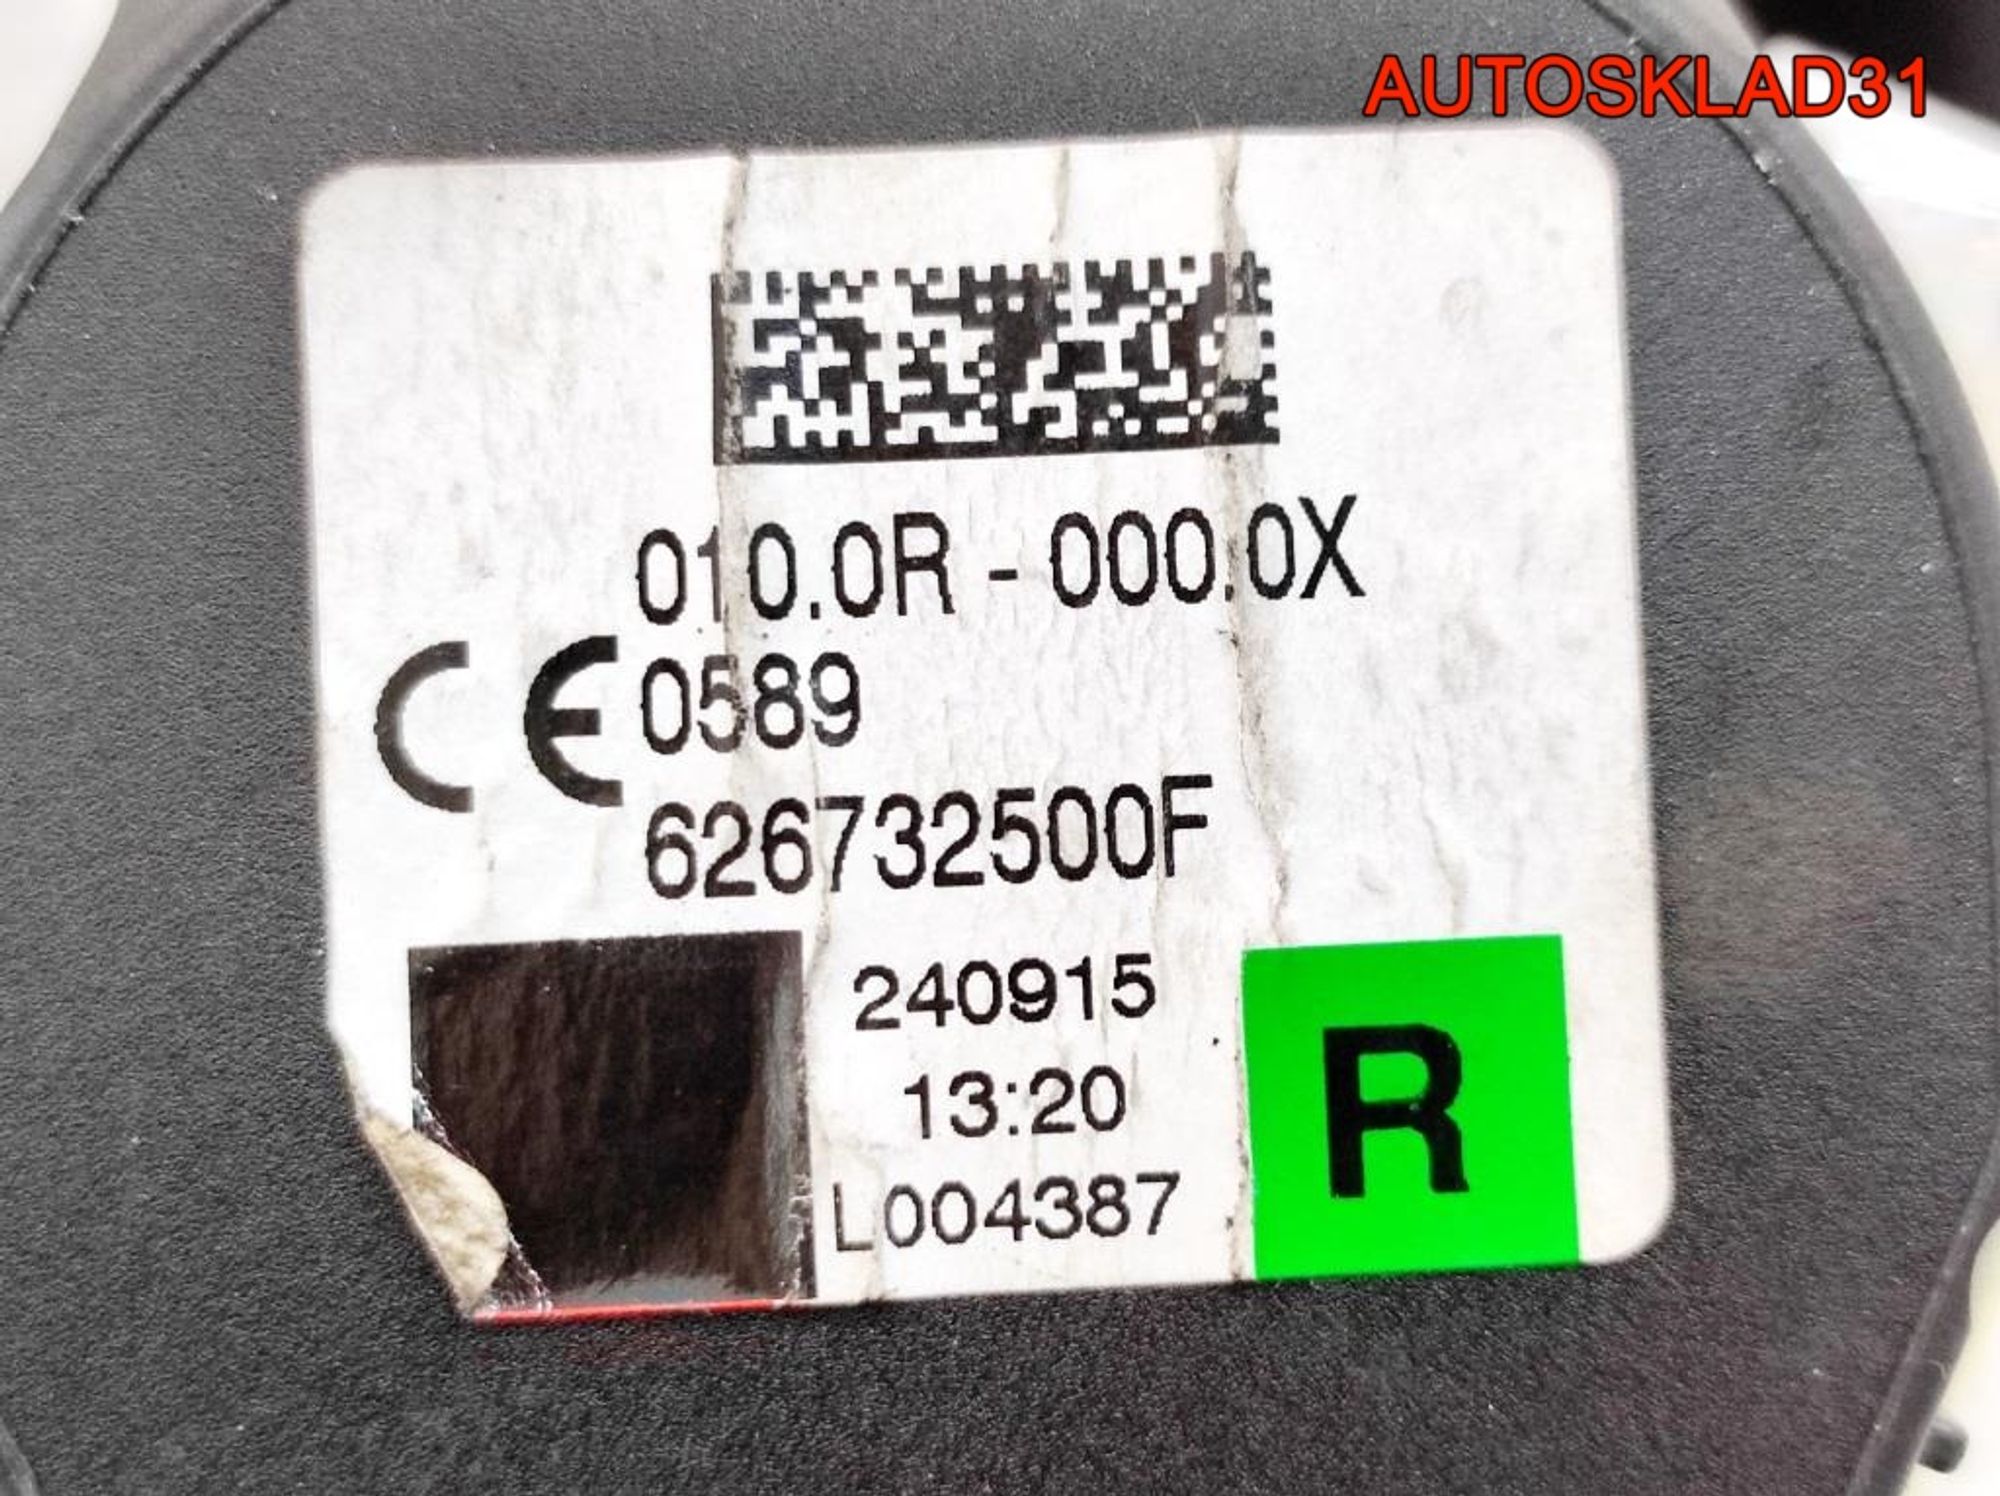 AUTOSKLAD31
010.0R - 000.0X
CE 0589
626732500F
240915
13:20
L004387
R